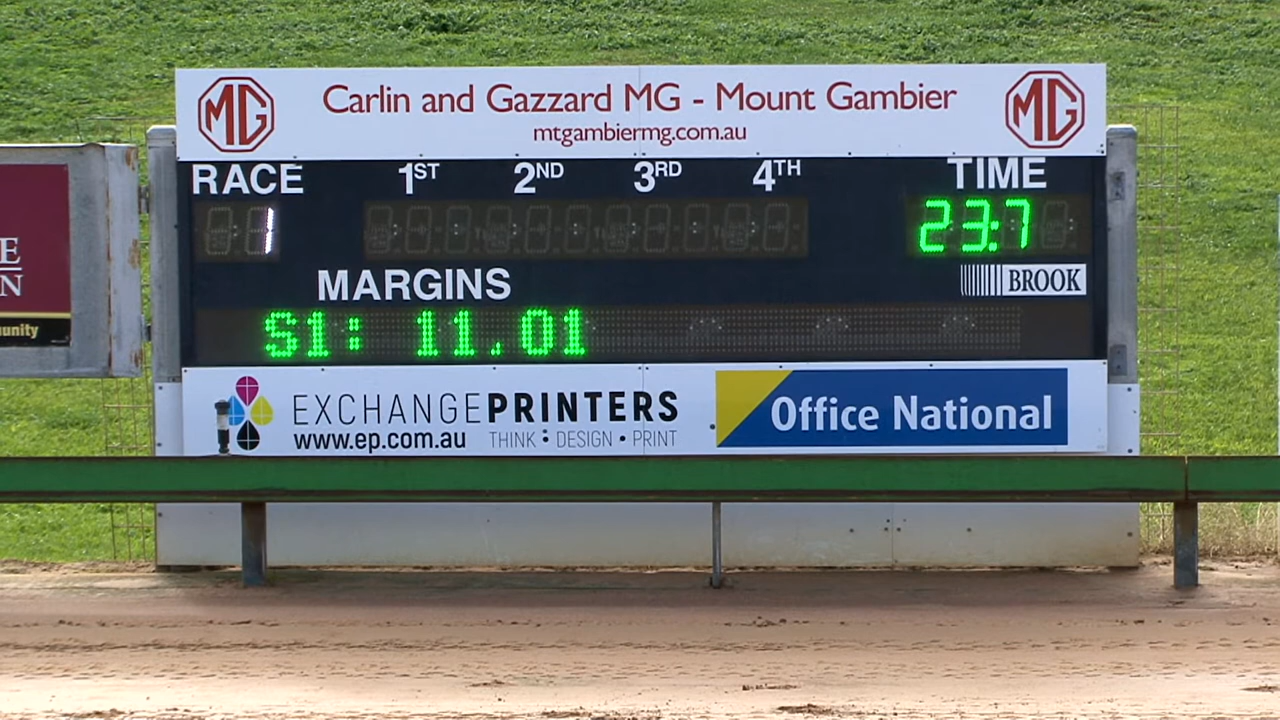 MG Carlin and Gazzard MG - Mount Gambier MG
mtgambiermg.com.au
RACE 1ST 2ND 3RD 4TH TIME
1 23:7
MARGINS BROOK
S1: 11.01
EXCHANGEPRINTERS Office National
www.ep.com.au THINK : DESIGN • PRINT
E
N